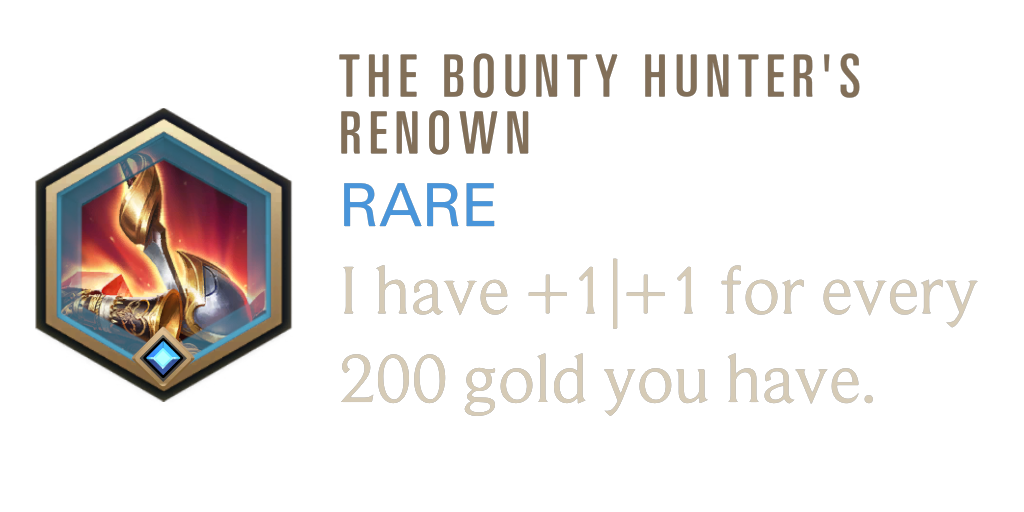 THE BOUNTY HUNTER'S
RENOWN
RARE
I have +1|+1 for every
200 gold you have.